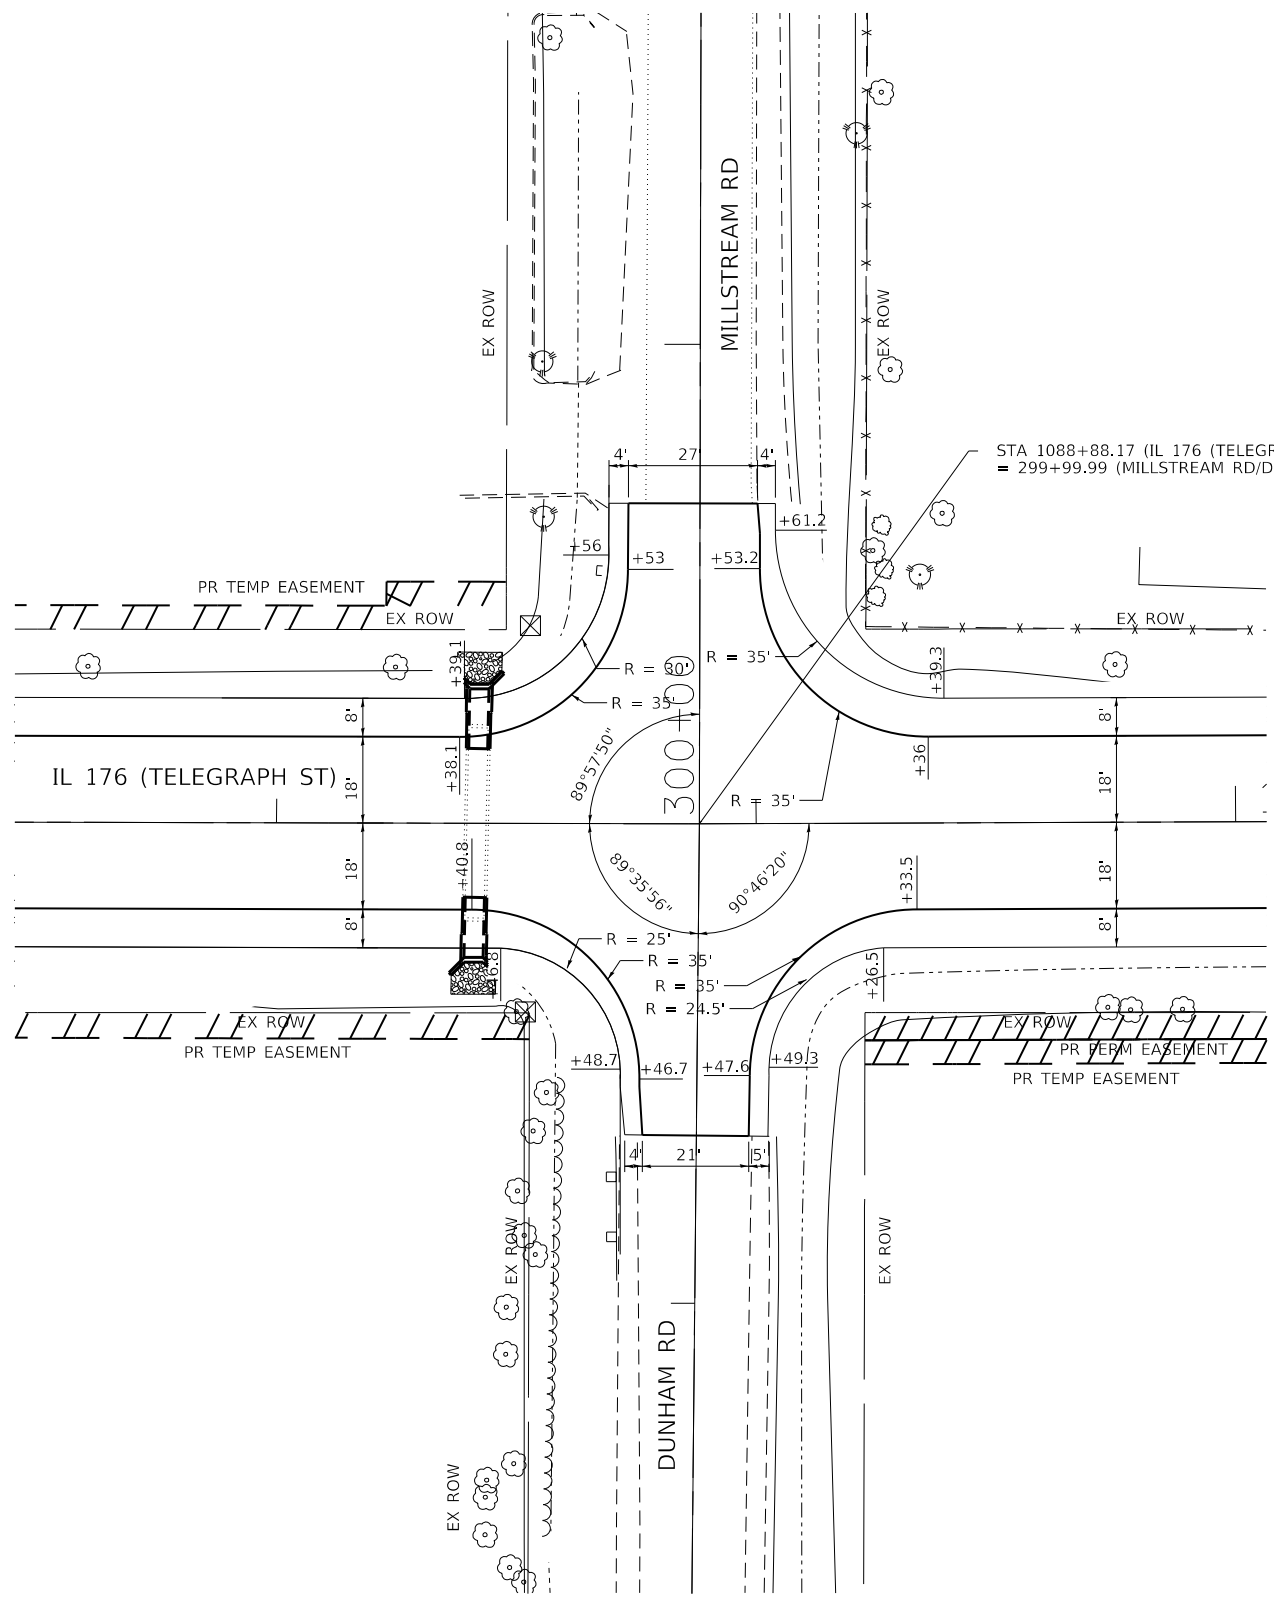 MILLSTREAM RD
EX ROW
EX ROW
STA 1088+88.17 (IL 176 (TELEGR
= 299+99.99 (MILLSTREAM RD/D
4'
27'
4'
+61.2
+56
+53
+53.2
PR TEMP EASEMENT
EX ROW
EX ROW
+39.1
R = 30'
R = 35'
+39.3
R = 35'
8'
8'
300+00
89°57'50"
IL 176 (TELEGRAPH ST)
+38.1
+36
18'
18'
R = 35'
18'
+40.8
89°35'56"
90°46'20"
+33.5
18'
8'
R = 25'
8'
R = 35'
+26.5
R = 35'
R = 24.5'
EX ROW
EX ROW
PR TEMP EASEMENT
PR PERM EASEMENT
PR TEMP EASEMENT
+48.7
+46.7
+47.6
+49.3
4'
21'
5'
EX ROW
EX ROW
DUNHAM RD
EX ROW